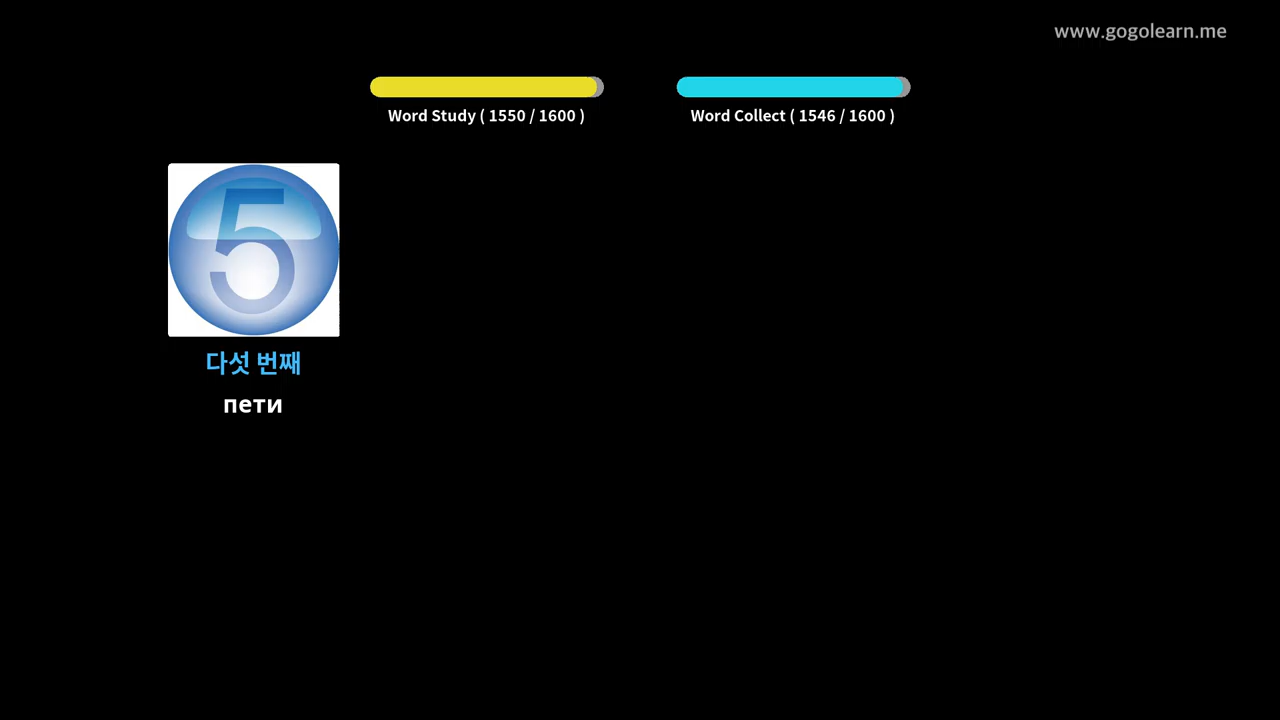 www.gogolearn.me
Word Study ( 1550 / 1600 )
Word Collect ( 1546 / 1600 )
5
다섯 번째
пети